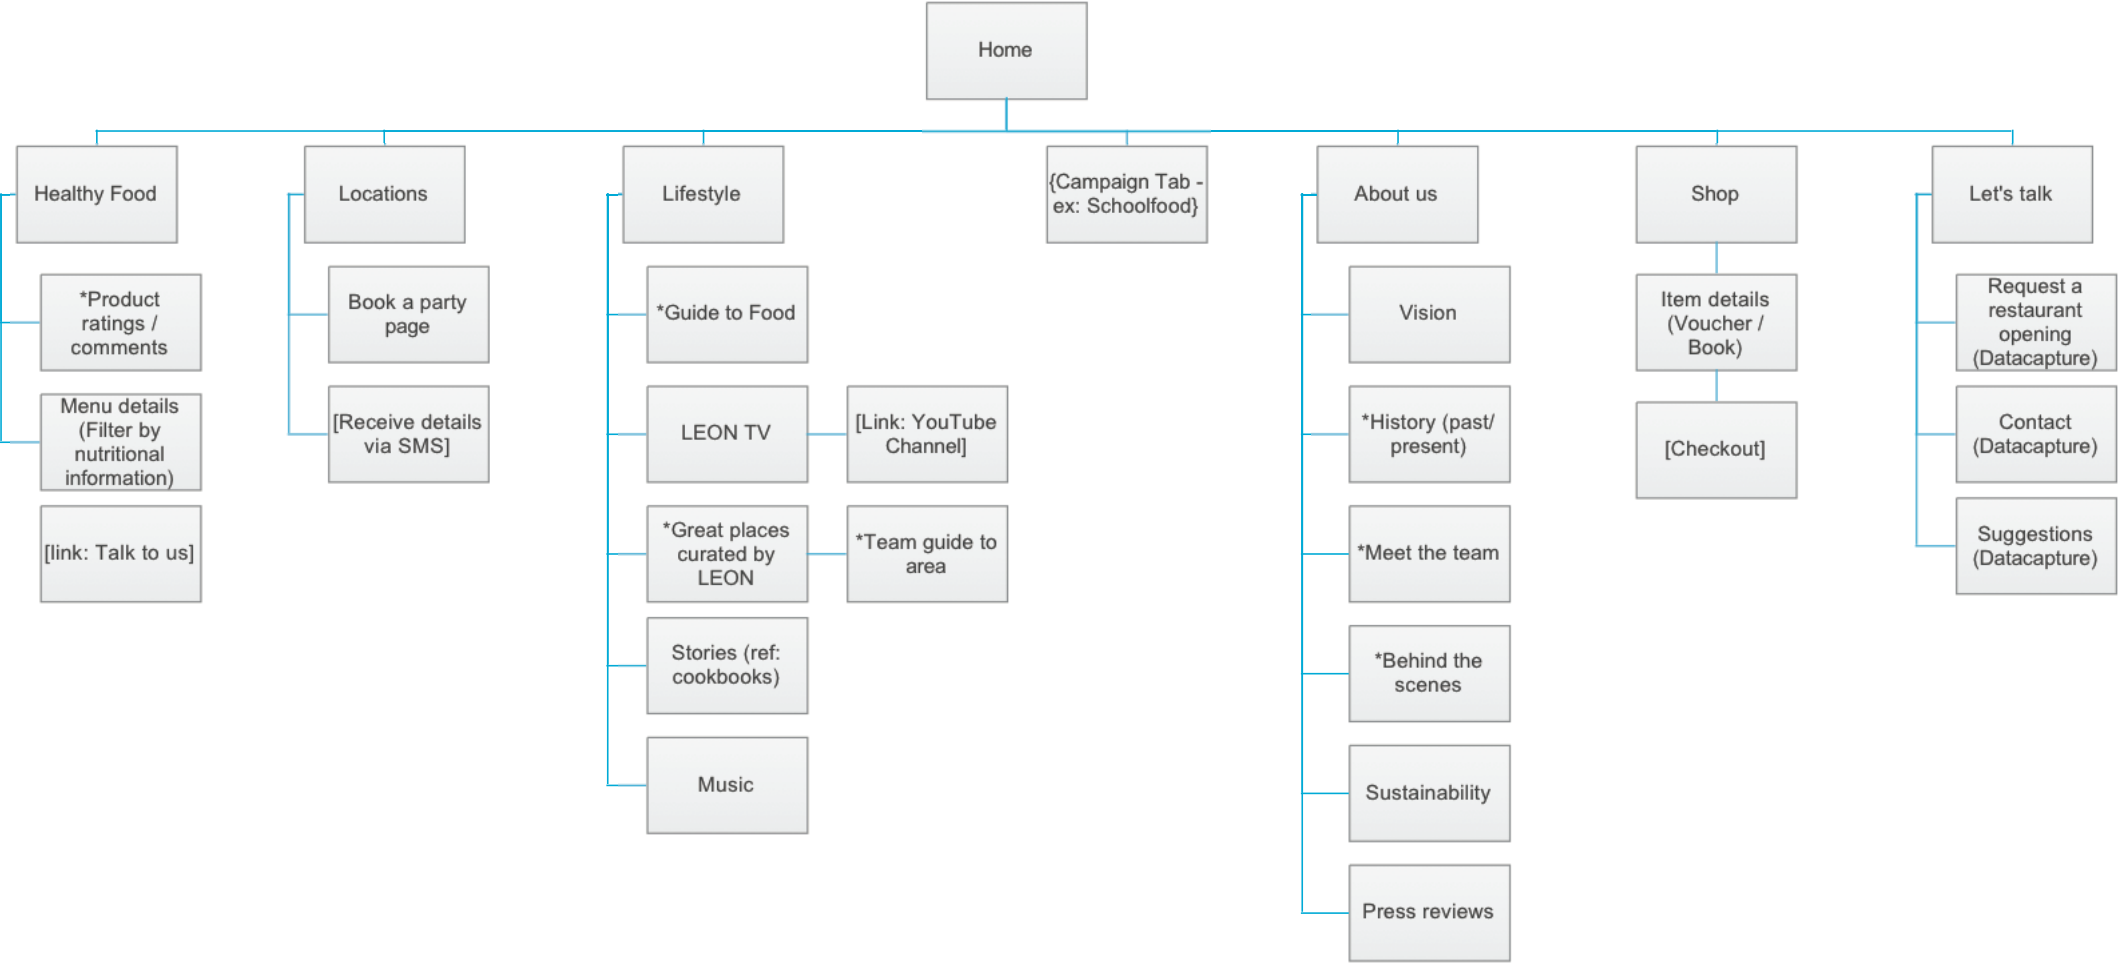 Home
Healthy Food
Locations
Lifestyle
{Campaign Tab -
ex: Schoolfood}
About us
Shop
Let's talk
*Product
ratings /
comments
Menu details
(Filter by
nutritional
information)
[link: Talk to us]
Book a party
page
[Receive details
via SMS]
*Guide to Food
LEON TV
[Link: YouTube
Channel]
*Great places
curated by
LEON
*Team guide to
area
Stories (ref:
cookbooks)
Music
Vision
*History (past/
present)
*Meet the team
*Behind the
scenes
Sustainability
Press reviews
Item details
(Voucher /
Book)
[Checkout]
Request a
restaurant
opening
(Datacapture)
Contact
(Datacapture)
Suggestions
(Datacapture)